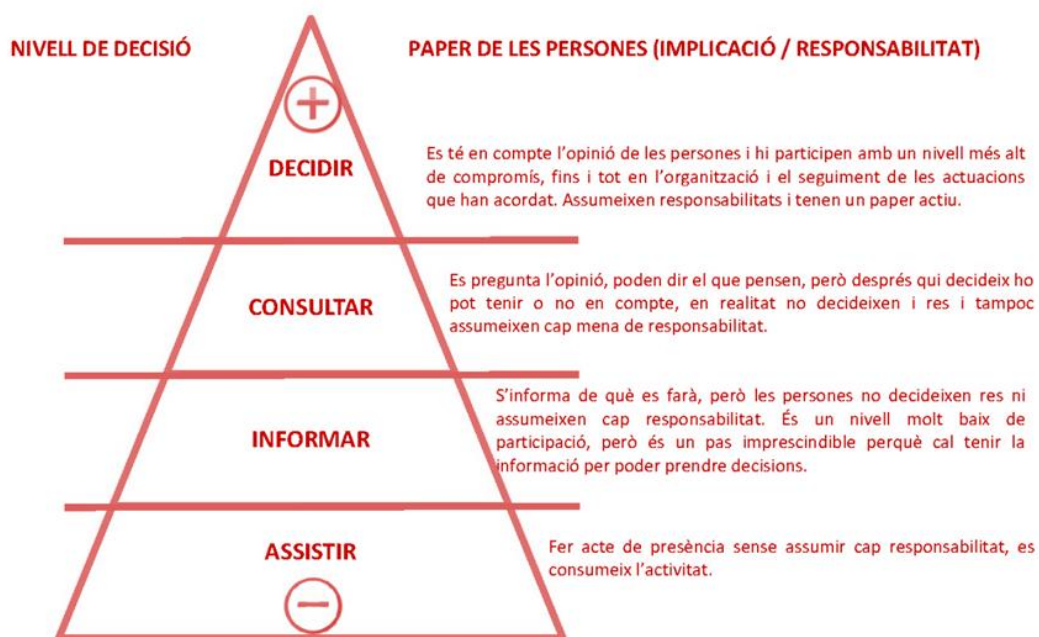 NIVELL DE DECISIÓ
PAPER DE LES PERSONES (IMPLICACIÓ / RESPONSABILITAT)
+
DECIDIR
Es té en compte l’opinió de les persones i hi participen amb un nivell més alt
de compromís, fins i tot en l’organització i el seguiment de les actuacions
que han acordat. Assumeixen responsabilitats i tenen un paper actiu.
CONSULTAR
Es pregunta l’opinió, poden dir el que pensen, però després qui decideix ho
pot tenir o no en compte, en realitat no decideixen i res i tampoc
assumeixen cap mena de responsabilitat.
INFORMAR
S’informa de què es farà, però les persones no decideixen res ni
assumeixen cap responsabilitat. És un nivell molt baix de
participació, però és un pas imprescindible perquè cal tenir la
informació per poder prendre decisions.
ASSISTIR
Fer acte de presència sense assumir cap responsabilitat, es
consumeix l’activitat.
−